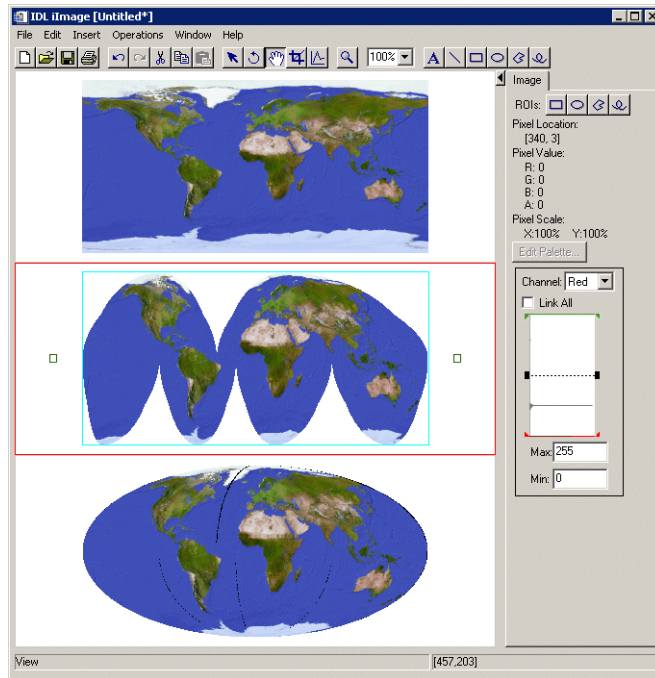 IDL iImage [Untitled*]
File Edit Insert Operations Window Help
100%
A
Image
ROIs:
Pixel Location:
[340, 3]
Pixel Value:
R: 0
G: 0
B: 0
A: 0
Pixel Scale:
X:100% Y:100%
Edit Palette...
Channel: Red
Link All
Max: 255
Min: 0
View
[457,203]